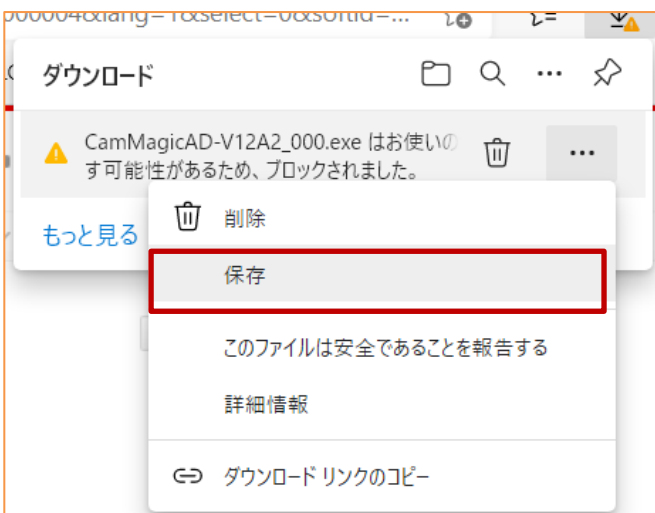 ダウンロード
CamMagicAD-V12A2_000.exe はお使いの
す可能性があるため、ブロックされました。
もっと見る
削除
保存
このファイルは安全であることを報告する
詳細情報
ダウンロード リンクのコピー